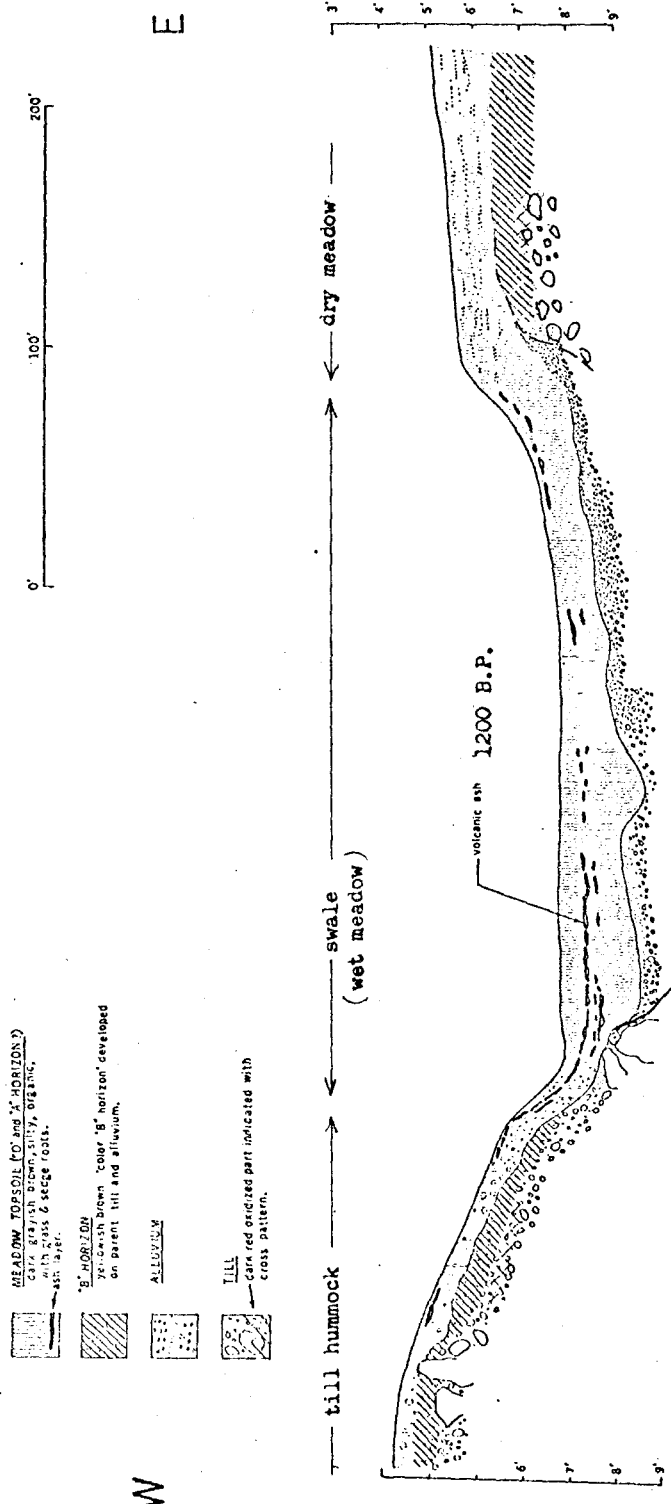 W
E
MEADOW TOPSOIL ("O" and "A" HORIZON?)
dark grayish brown, silty, organic,
with grass & sedge roots.
ash layer.
"B" HORIZON
yellowish brown "color 'B' horizon" developed
on parent till and alluvium.
ALLUVIUM
TILL
dark red oxidized part indicated with
cross pattern.
0' 100' 200'
till hummock
swale
(wet meadow)
dry meadow
volcanic ash 1200 B.P.
6'
7'
8'
9'
3'
4'
5'
6'
7'
8'
9'